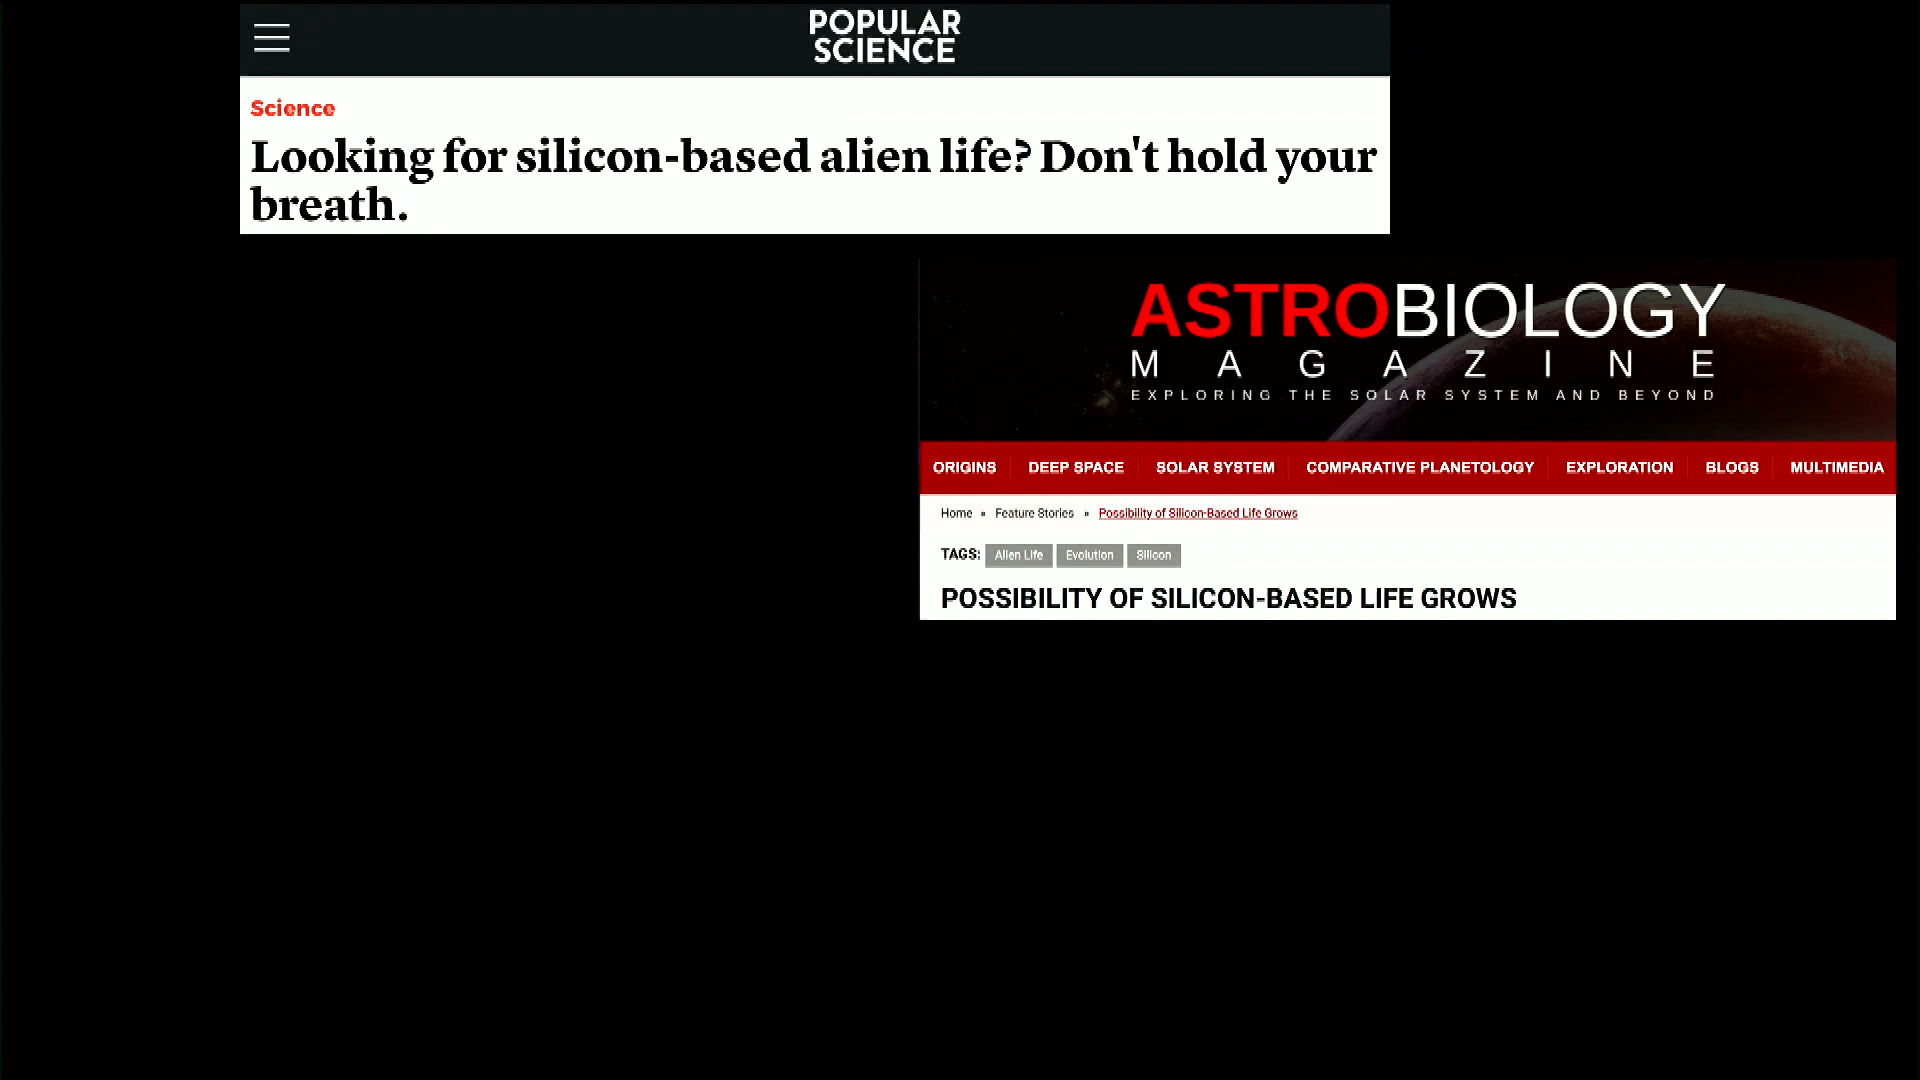 POPULAR
SCIENCE
Science
Looking for silicon-based alien life? Don't hold your
breath.
ASTROBIOLOGY
MAGAZINE
EXPLORING THE SOLAR SYSTEM AND BEYOND
ORIGINS DEEP SPACE SOLAR SYSTEM COMPARATIVE PLANETOLOGY EXPLORATION BLOGS MULTIMEDIA
Home » Feature Stories » Possibility of Silicon-Based Life Grows
TAGS: Alien Life Evolution Silicon
POSSIBILITY OF SILICON-BASED LIFE GROWS